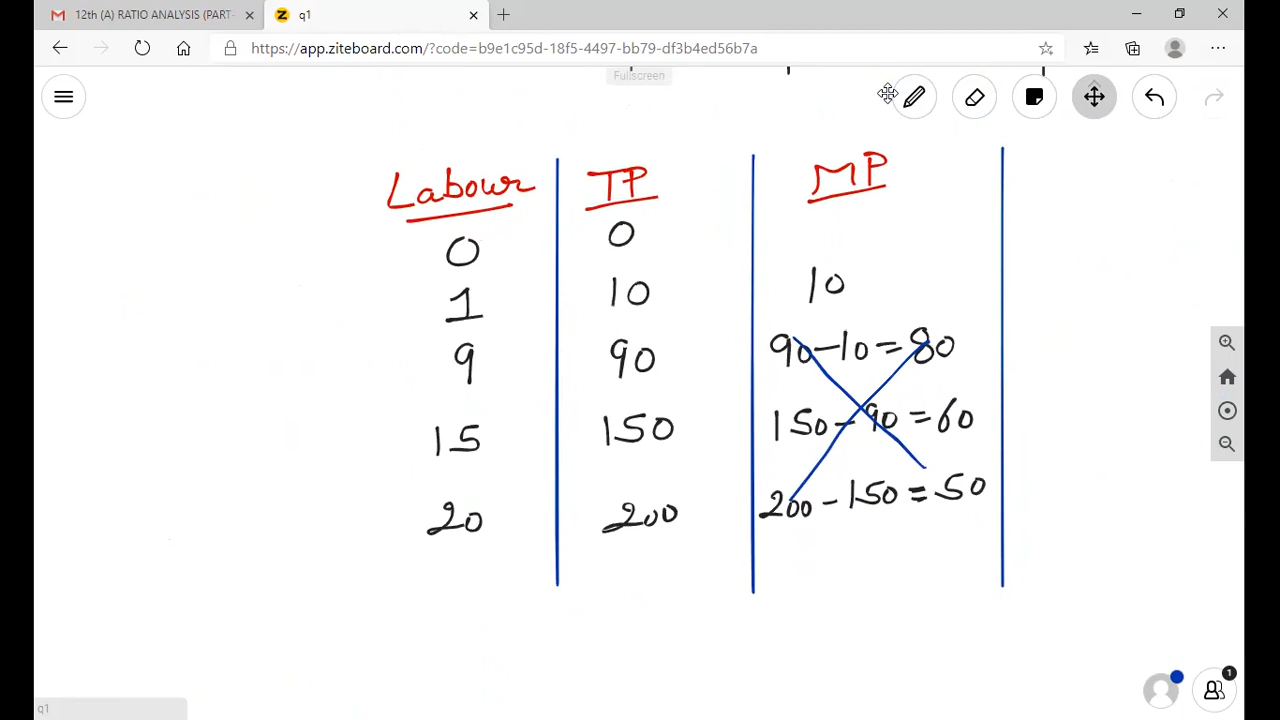 12th (A) RATIO ANALYSIS (PART-
q1
https://app.ziteboard.com/?code=b9e1c95d-18f5-4497-bb79-df3b4ed56b7a
Fullscreen
Labour TP MP
0 0
1 10 10
9 90 90-10=80
15 150 150-90=60
20 200 200-150=50
1
q1